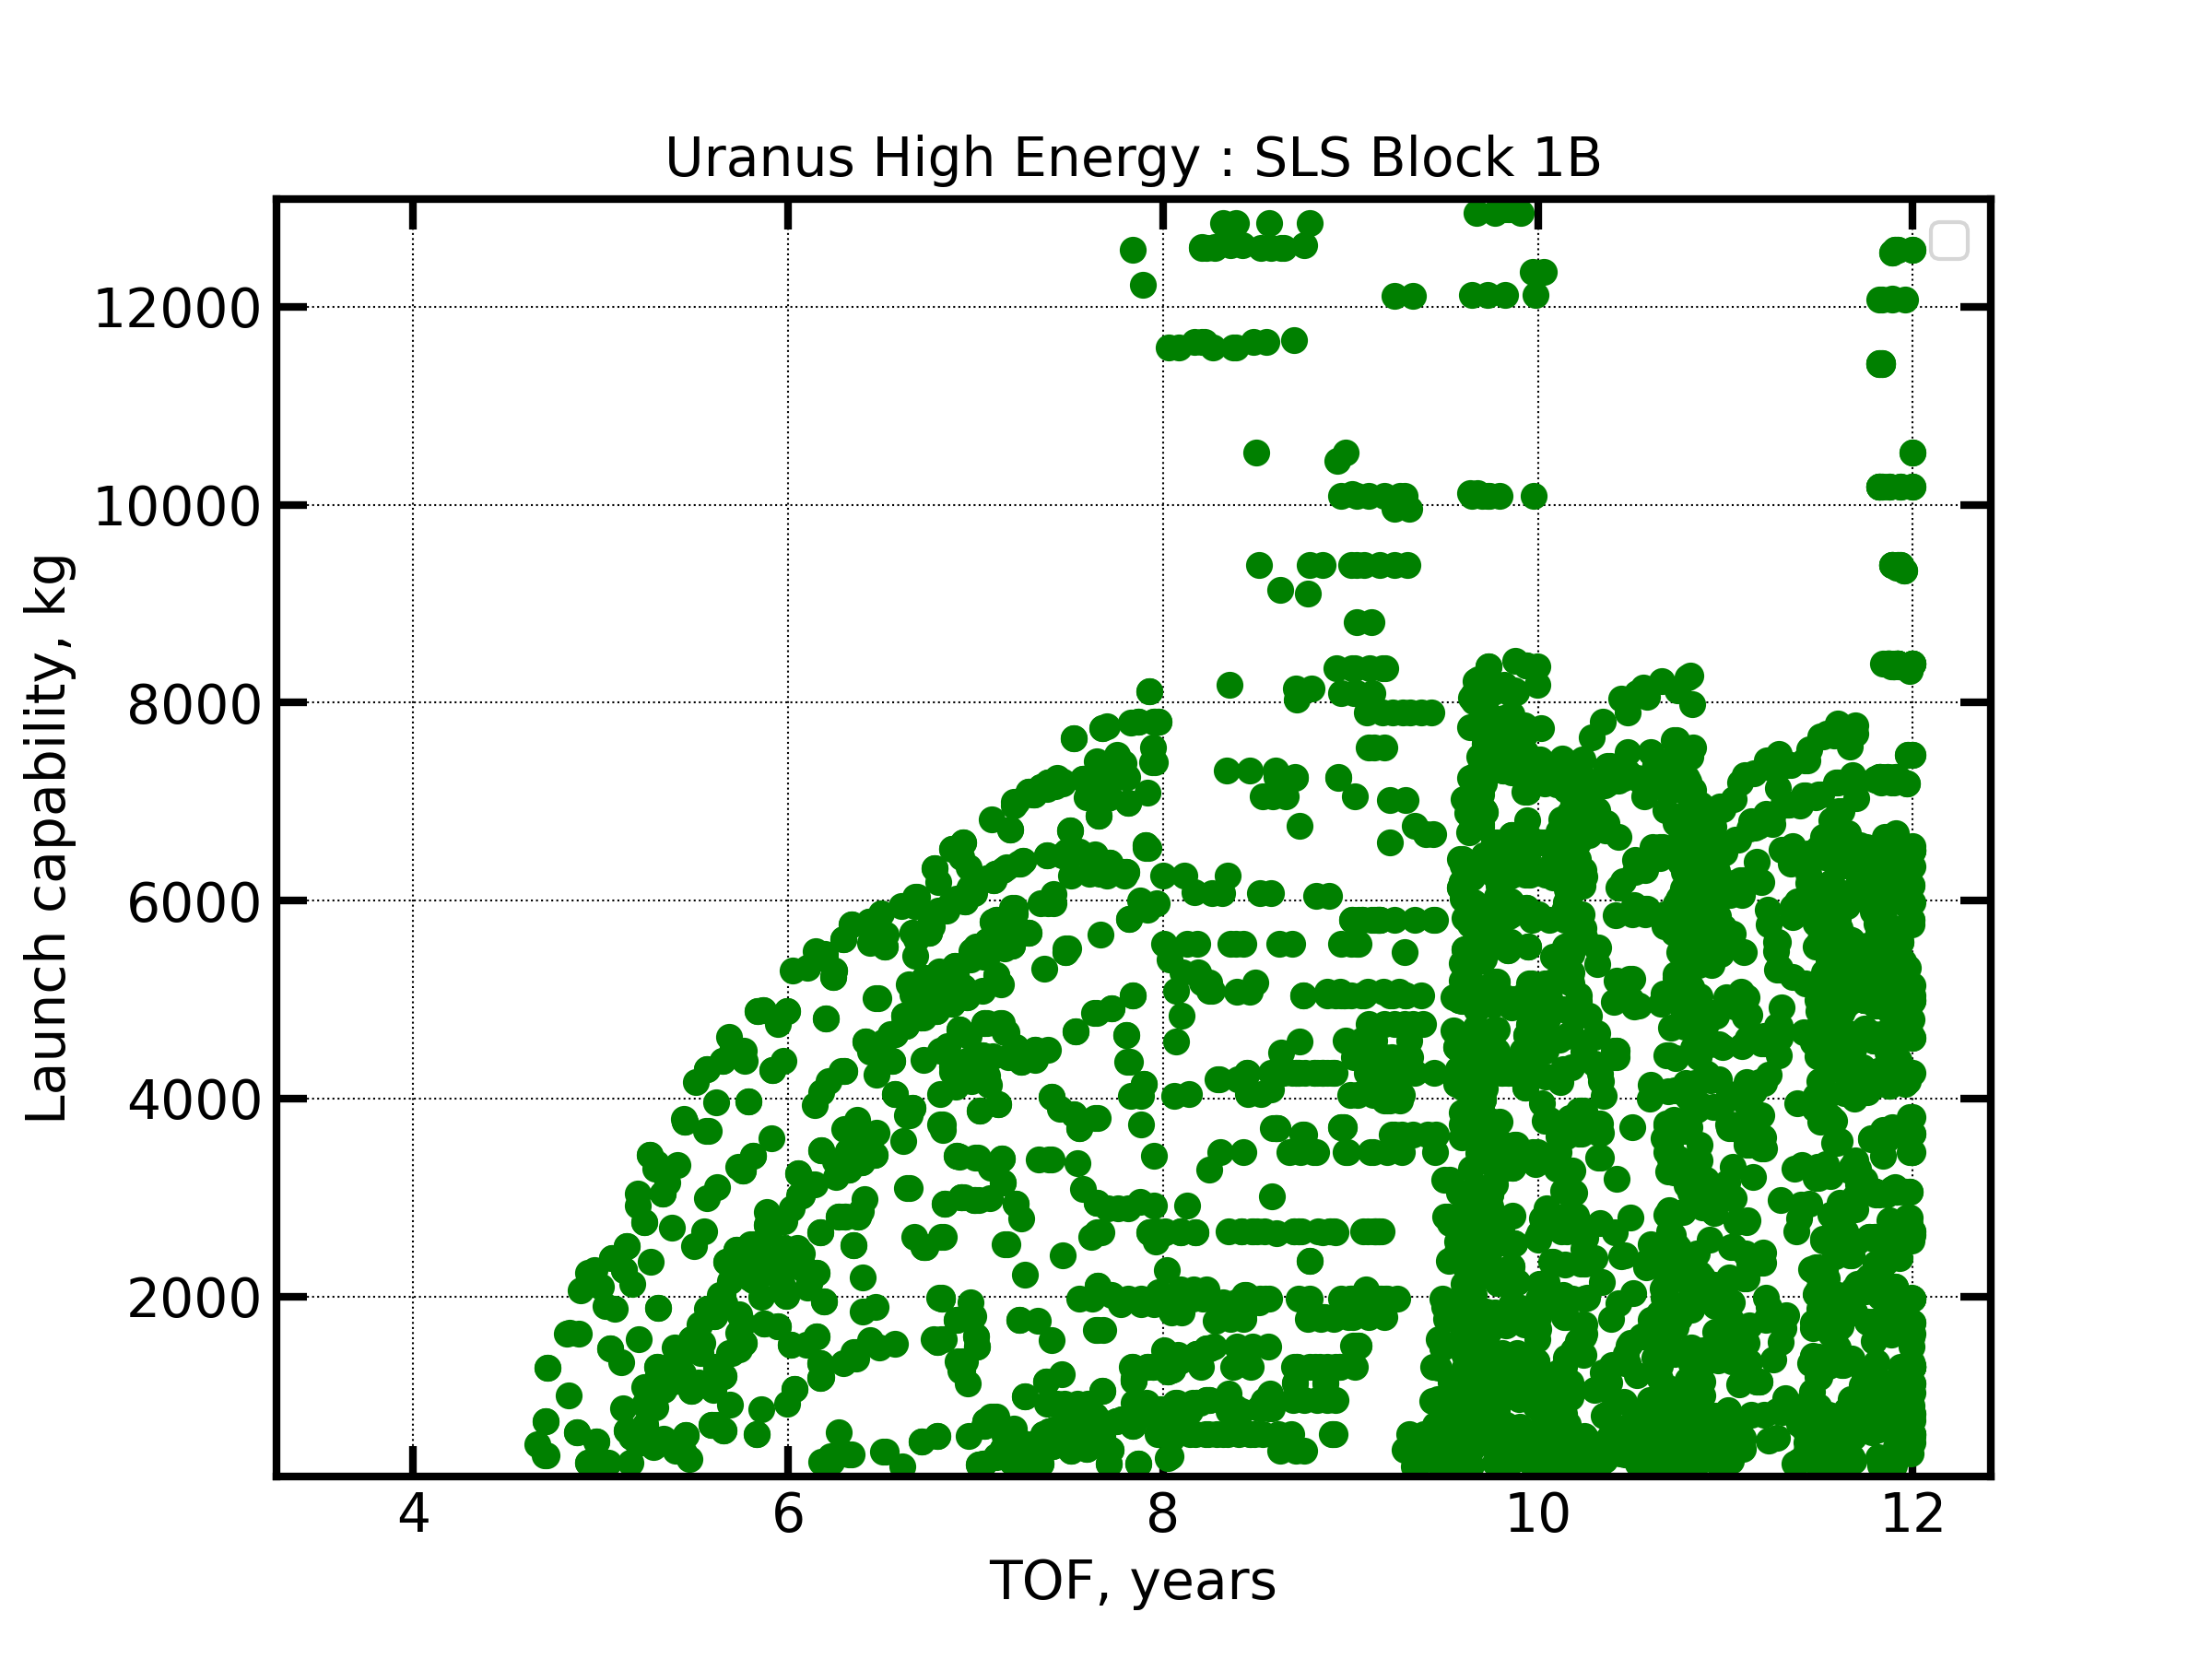 Uranus High Energy : SLS Block 1B
12000
10000
8000
6000
4000
2000
Launch capability, kg
4 6 8 10 12
TOF, years